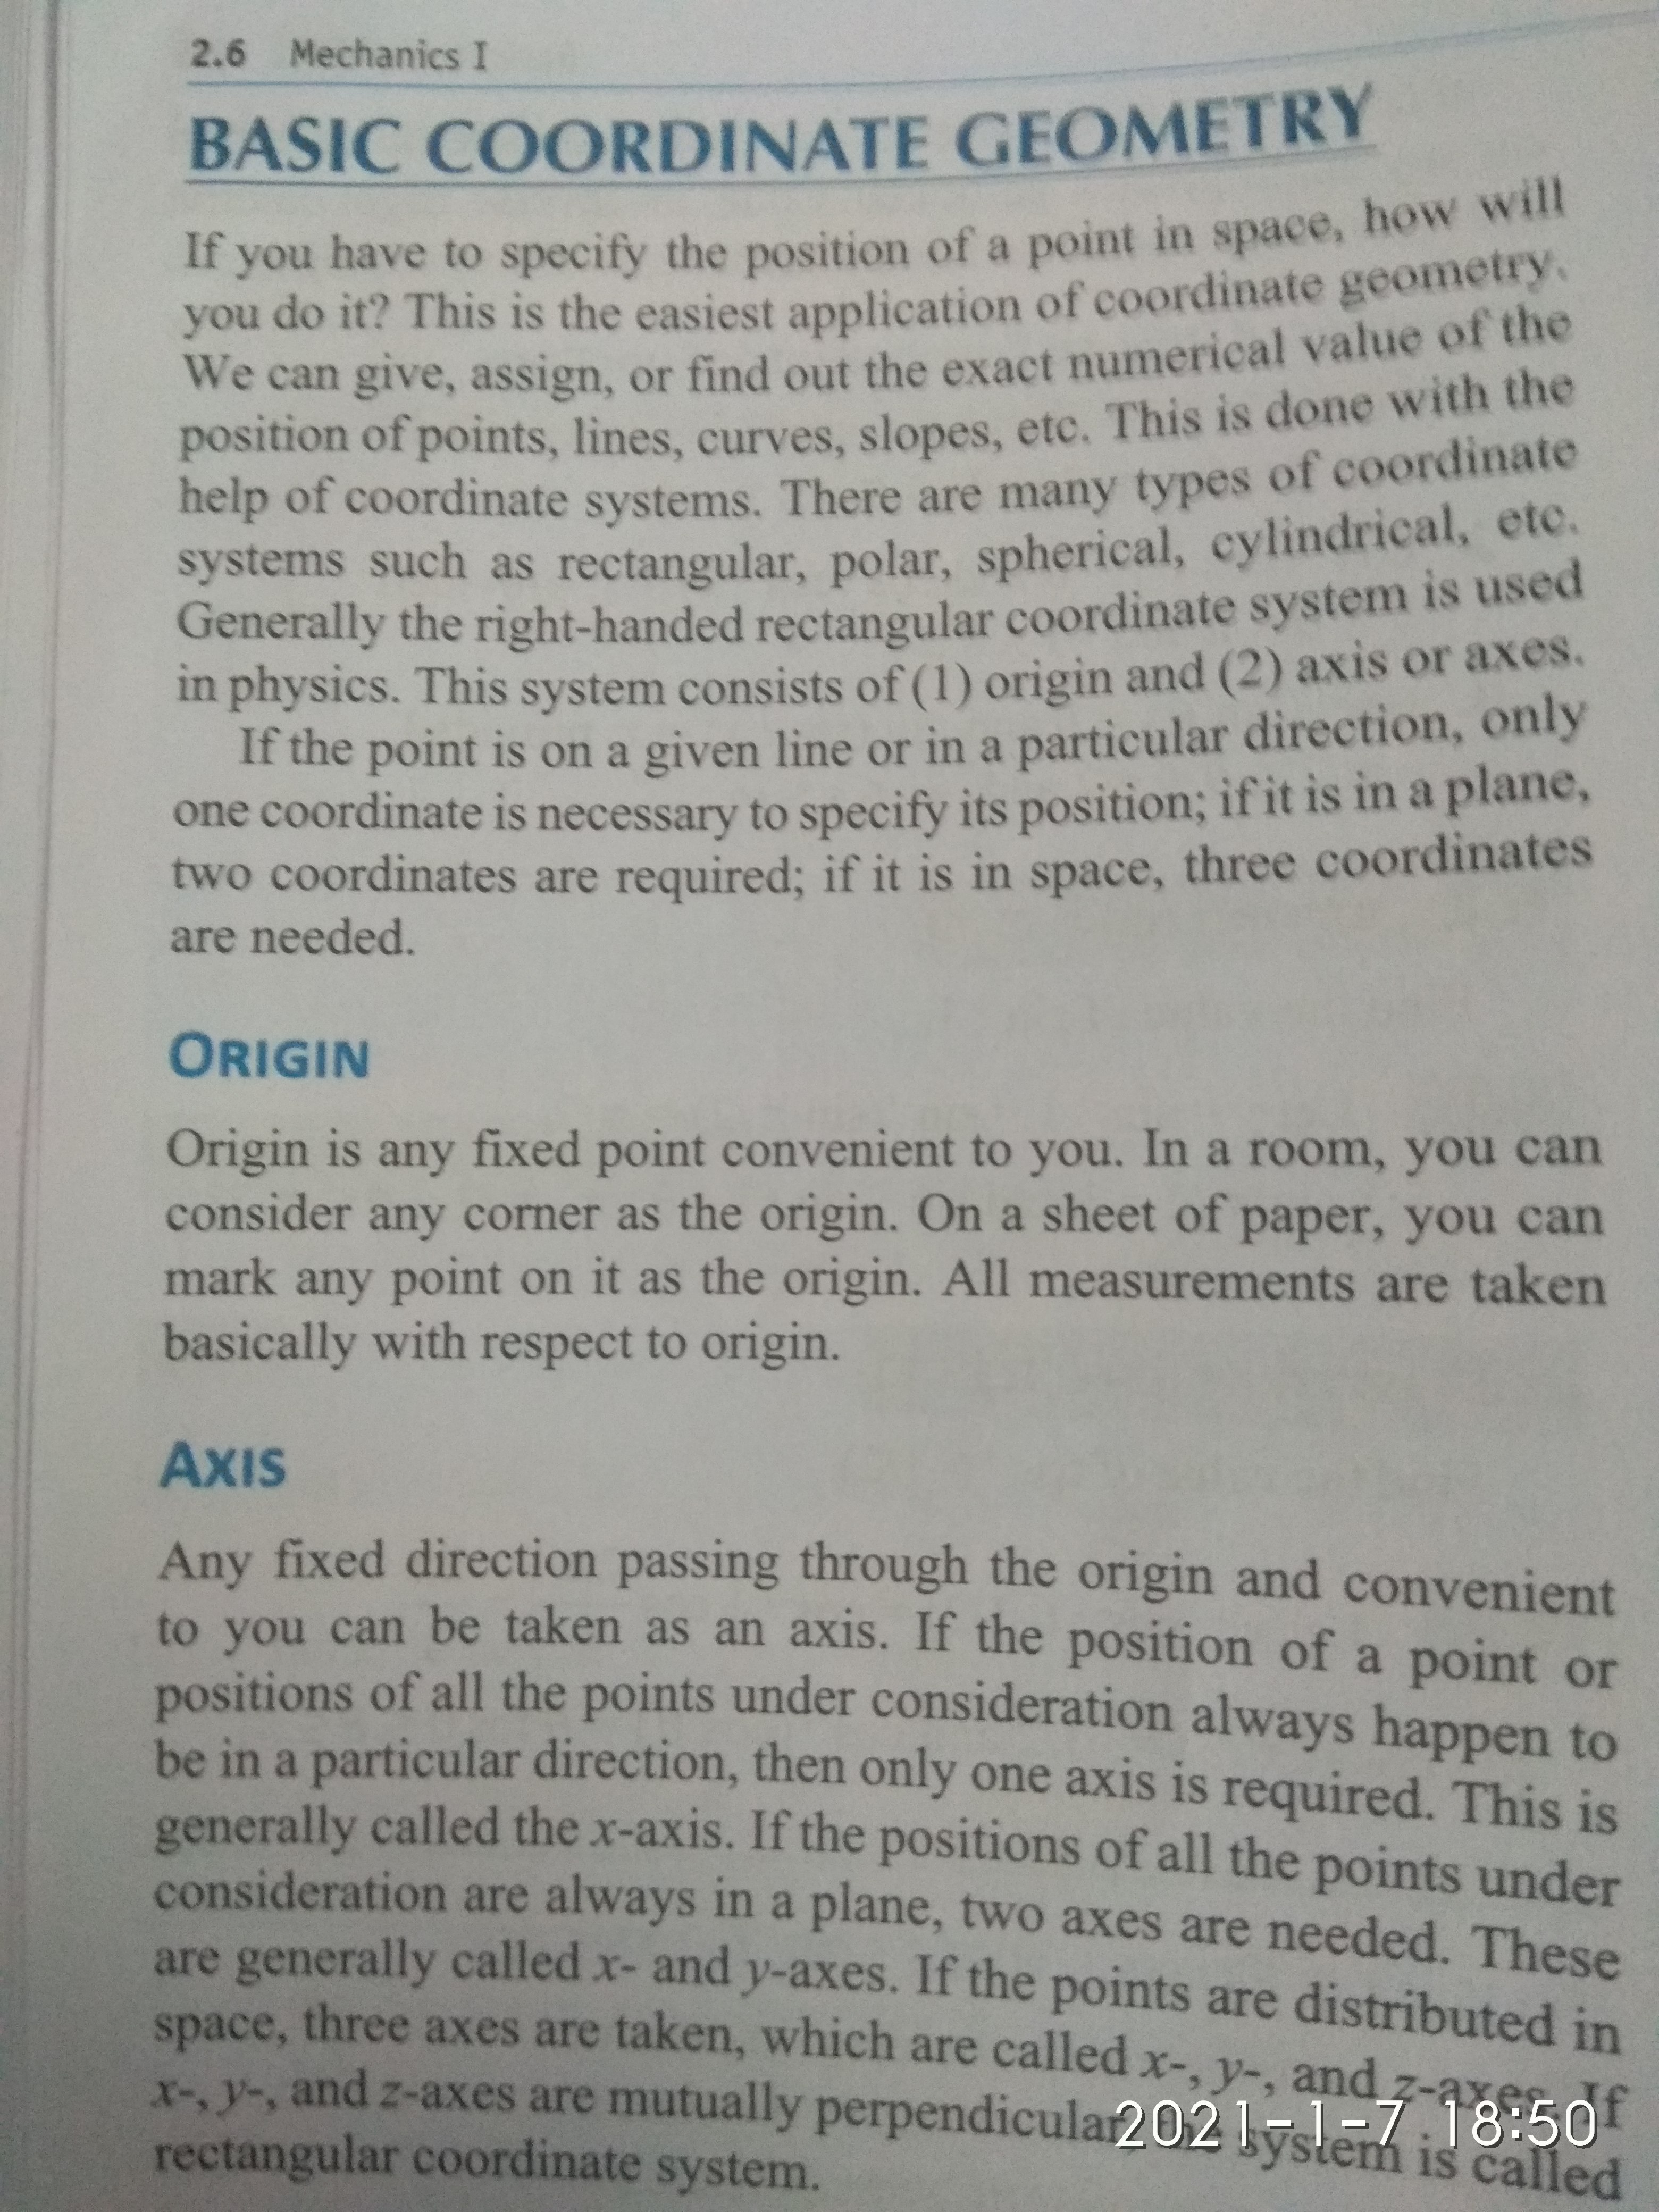 2.6 Mechanics I
BASIC COORDINATE GEOMETRY
If you have to specify the position of a point in space, how will
you do it? This is the easiest application of coordinate geometry.
We can give, assign, or find out the exact numerical value of the
position of points, lines, curves, slopes, etc. This is done with the
help of coordinate systems. There are many types of coordinate
systems such as rectangular, polar, spherical, cylindrical, etc.
Generally the right-handed rectangular coordinate system is used
in physics. This system consists of (1) origin and (2) axis or axes.
If the point is on a given line or in a particular direction, only
one coordinate is necessary to specify its position; if it is in a plane,
two coordinates are required; if it is in space, three coordinates
are needed.
ORIGIN
Origin is any fixed point convenient to you. In a room, you can
consider any corner as the origin. On a sheet of paper, you can
mark any point on it as the origin. All measurements are taken
basically with respect to origin.
AXIS
Any fixed direction passing through the origin and convenient
to you can be taken as an axis. If the position of a point or
positions of all the points under consideration always happen to
be in a particular direction, then only one axis is required. This is
generally called the x-axis. If the positions of all the points under
consideration are always in a plane, two axes are needed. These
are generally called x- and y-axes. If the points are distributed in
space, three axes are taken, which are called x-, y-, and z-axes. If
x-, y-, and z-axes are mutually perpendicular the system is called
rectangular coordinate system.
2021-1-7 18:50